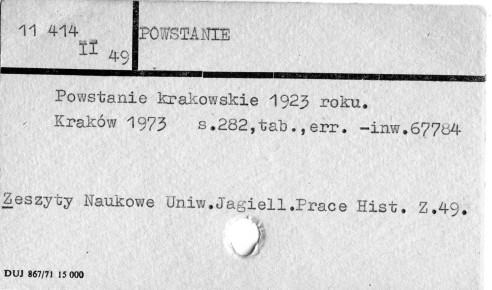 11 414
II 49
POWSTANIE
Powstanie krakowskie 1923 roku.
Kraków 1973 s.282,tab.,err. -inw.67784
Zeszyty Naukowe Uniw.Jagiell.Prace Hist. Z.49.
DUJ 867/71 15 000